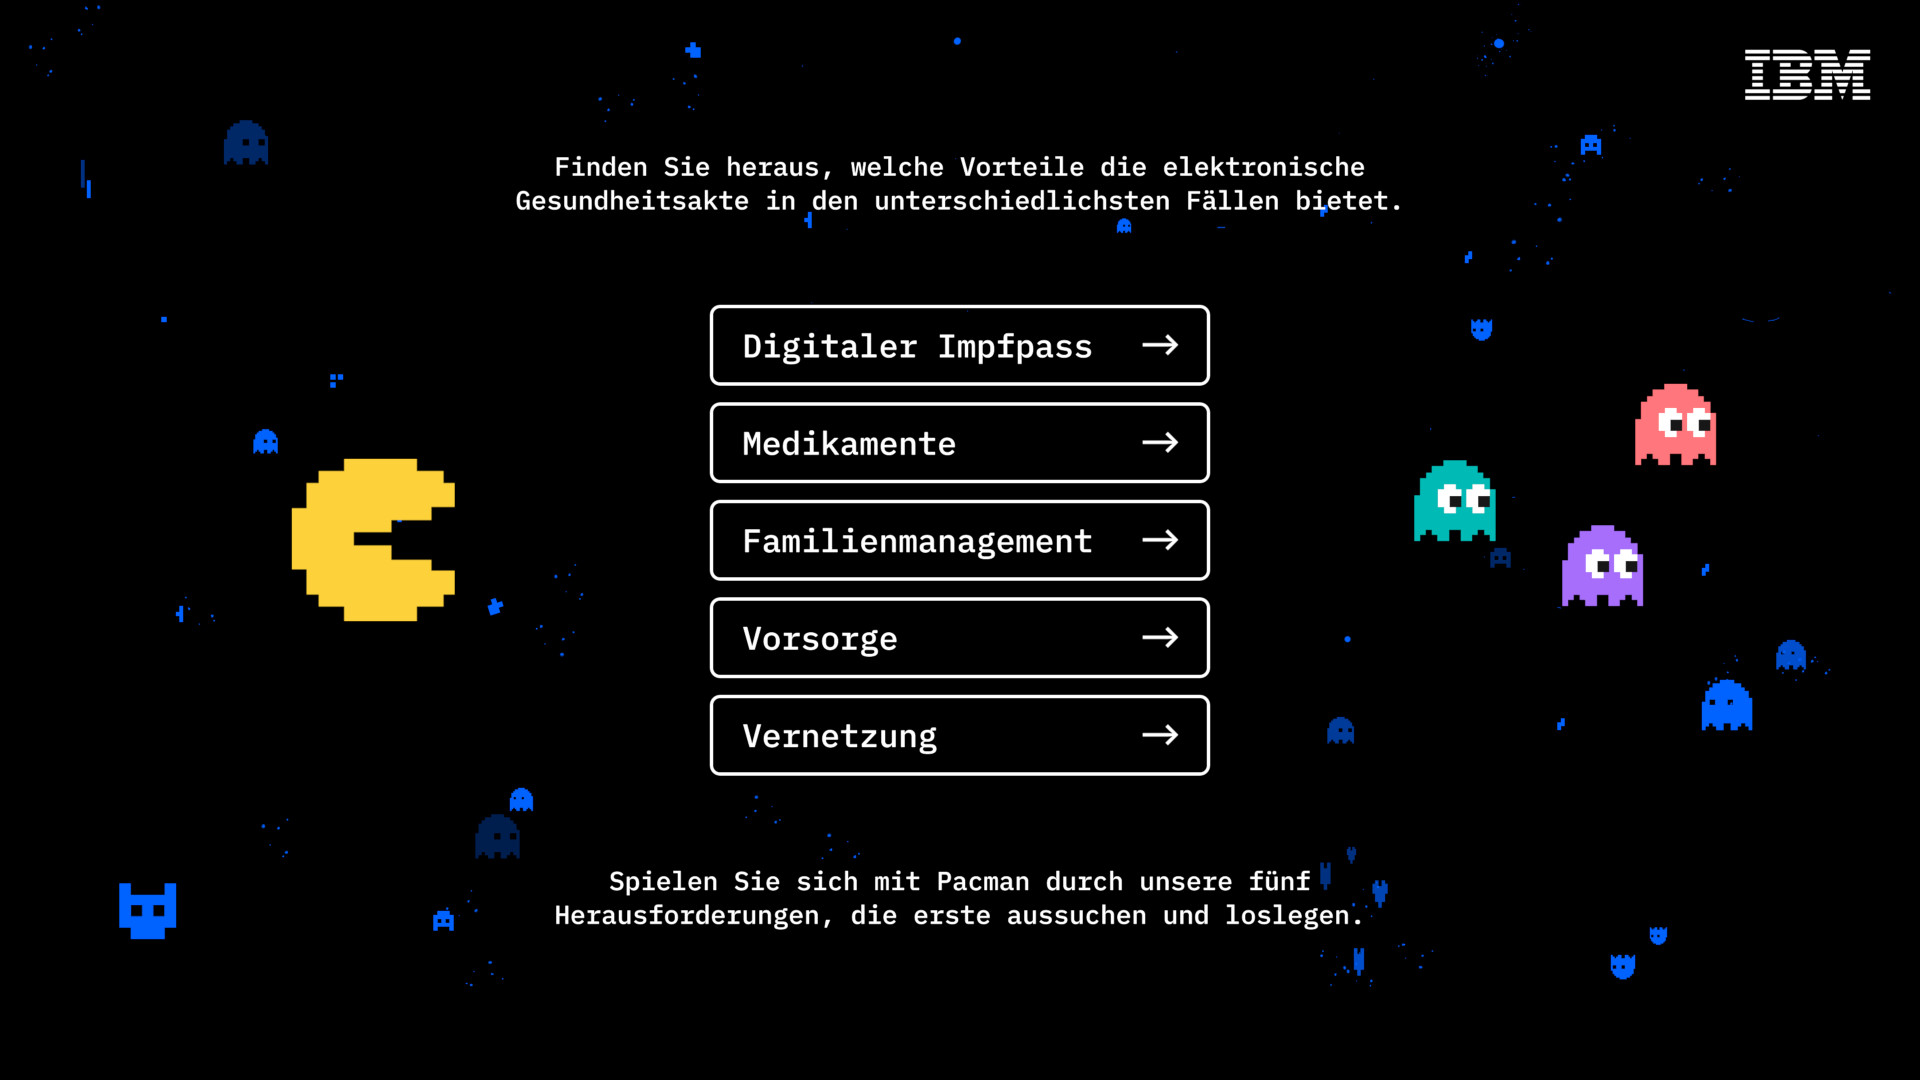 IBM
Finden Sie heraus, welche Vorteile die elektronische
Gesundheitsakte in den unterschiedlichsten Fällen bietet.
Digitaler Impfpass →
Medikamente →
Familienmanagement →
Vorsorge →
Vernetzung →
Spielen Sie sich mit Pacman durch unsere fünf
Herausforderungen, die erste aussuchen und loslegen.